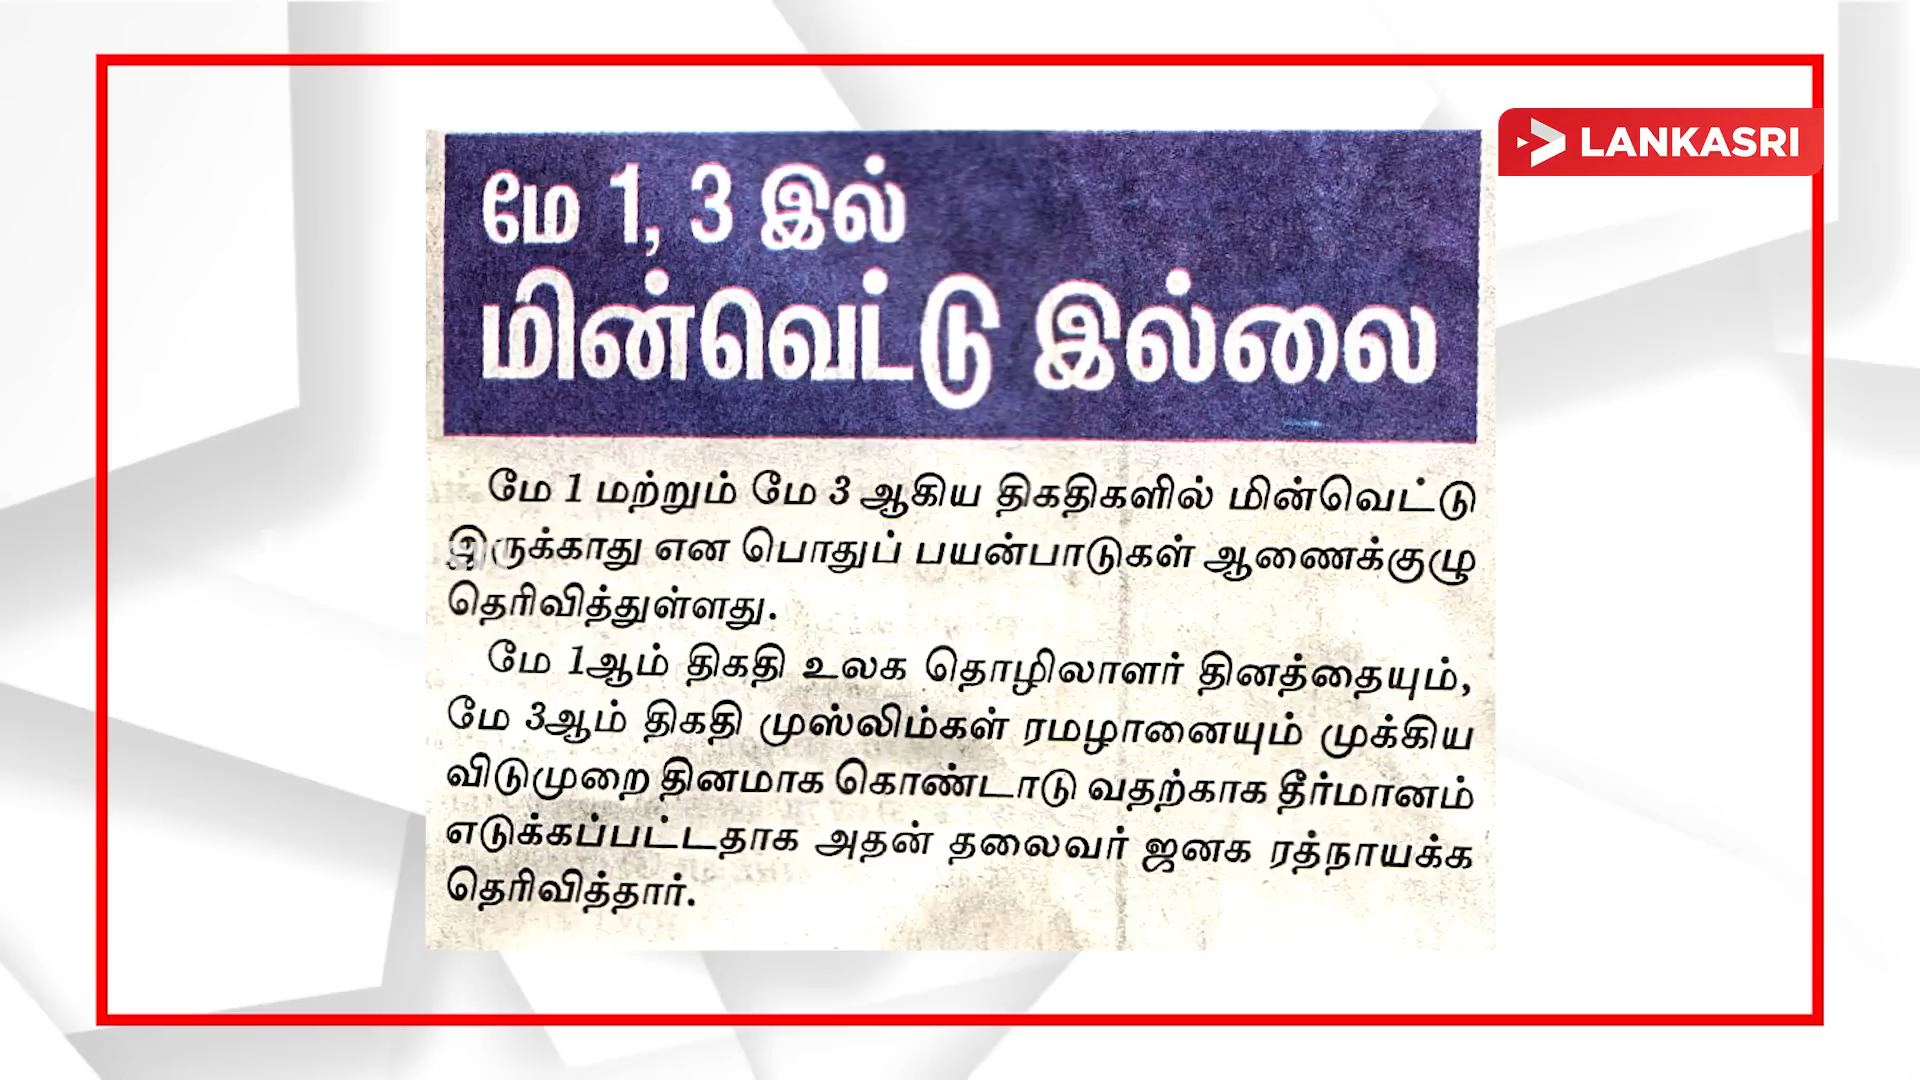 LANKASRI
மே 1, 3 இல்
மின்வெட்டு இல்லை
மே 1 மற்றும் மே 3 ஆகிய திகதிகளில் மின்வெட்டு
இருக்காது என பொதுப் பயன்பாடுகள் ஆணைக்குழு
தெரிவித்துள்ளது.
மே 1ஆம் திகதி உலக தொழிலாளர் தினத்தையும்,
மே 3ஆம் திகதி முஸ்லிம்கள் ரமழானையும் முக்கிய
விடுமுறை தினமாக கொண்டாடு வதற்காக தீர்மானம்
எடுக்கப்பட்டதாக அதன் தலைவர் ஜனக ரத்நாயக்க
தெரிவித்தார்.